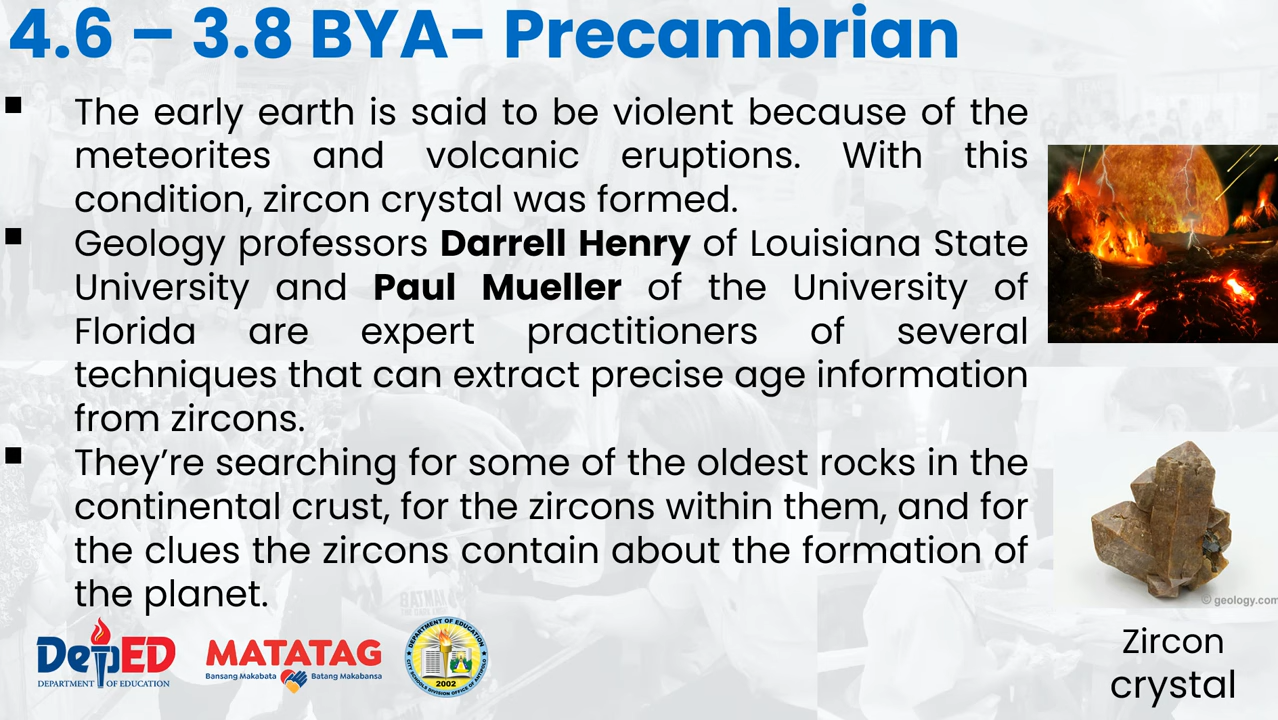 4.6 – 3.8 BYA- Precambrian
▪ The early earth is said to be violent because of the
meteorites and volcanic eruptions. With this
condition, zircon crystal was formed.
▪ Geology professors Darrell Henry of Louisiana State
University and Paul Mueller of the University of
Florida are expert practitioners of several
techniques that can extract precise age information
from zircons.
▪ They’re searching for some of the oldest rocks in the
continental crust, for the zircons within them, and for
the clues the zircons contain about the formation of
the planet.
© geology.com
Zircon
crystal
DepED
DEPARTMENT OF EDUCATION
MATATAG
Bansang Makabata Batang Makabansa
DEPARTMENT OF EDUCATION
2002